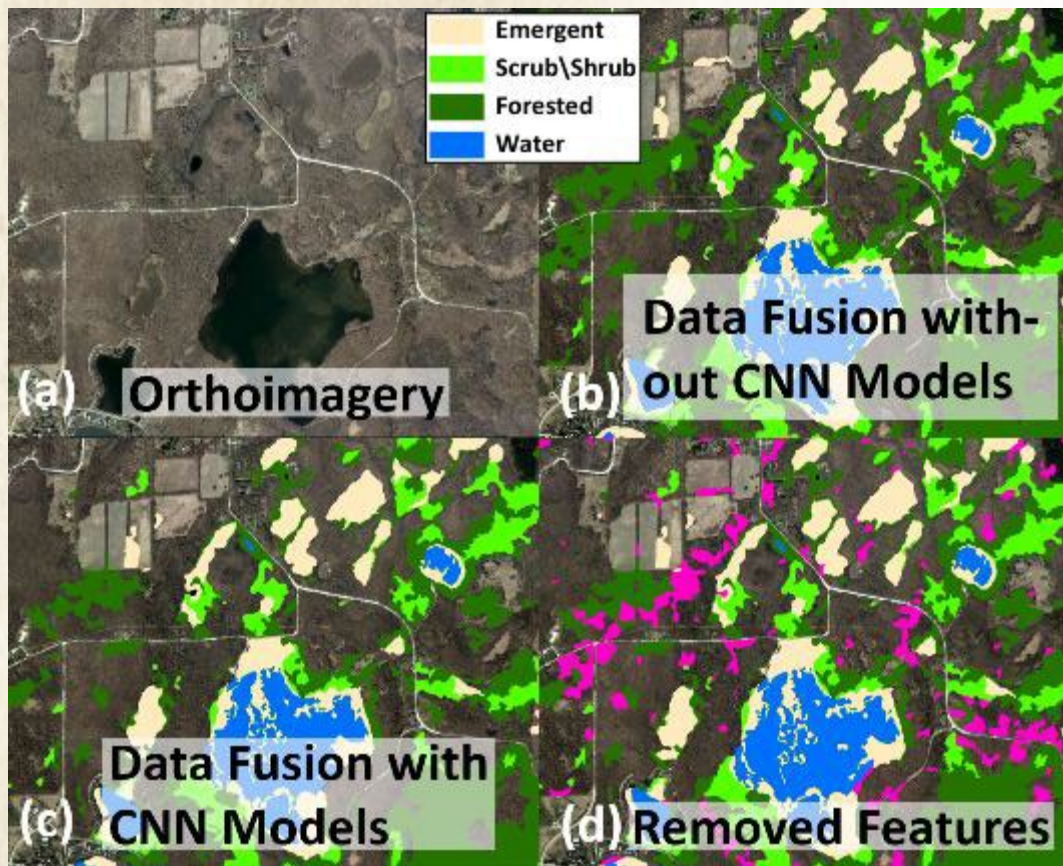 Emergent
Scrub\Shrub
Forested
Water
(a) Orthoimagery
Data Fusion with-
(b) out CNN Models
Data Fusion with
(c) CNN Models
(d) Removed Features